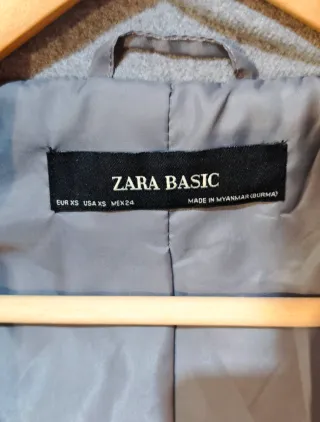 ZARA BASIC
EUR XS USA XS MEX 24 MADE IN MYANMAR (BURMA)